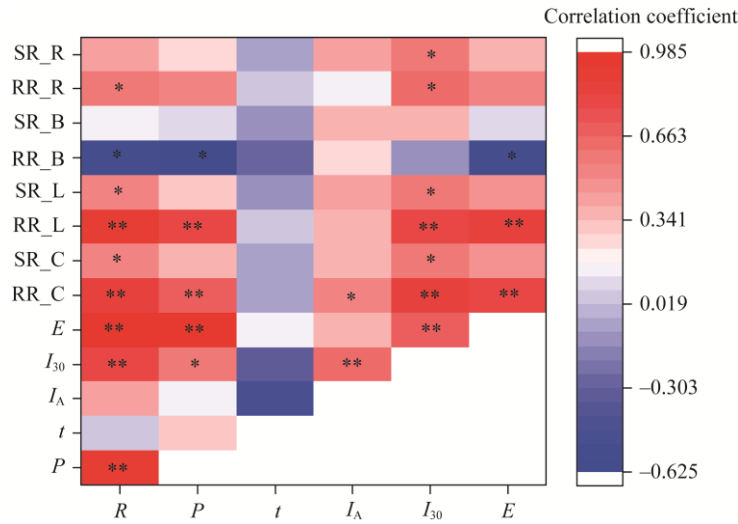 Correlation coefficient
SR_R * 0.985
RR_R * *
SR_B 0.663
RR_B * * *
SR_L * * 0.341
RR_L ** ** ** **
SR_C * *
RR_C ** ** * ** ** 0.019
E ** ** **
I30 ** * ** –0.303
IA
t
P ** –0.625
R P t IA I30 E